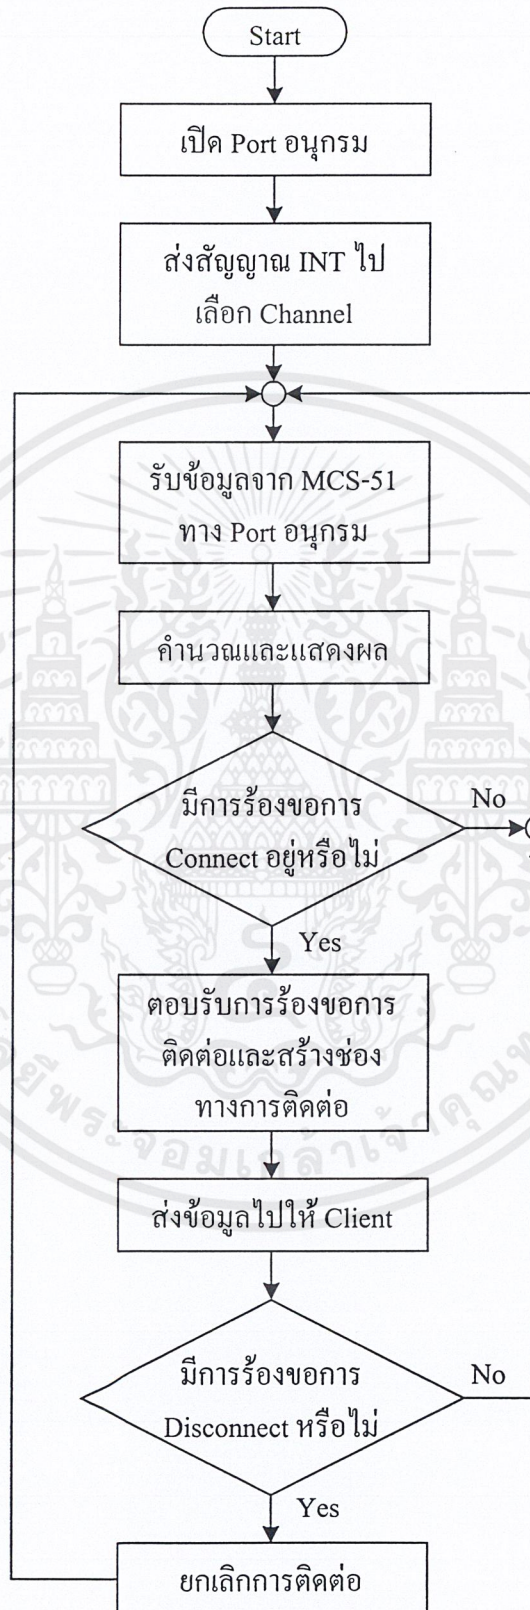 Start
เปิด Port อนุกรม
ส่งสัญญาณ INT ไป
เลือก Channel
รับข้อมูลจาก MCS-51
ทาง Port อนุกรม
คำนวณและแสดงผล
มีการร้องขอการ
Connect อยู่หรือไม่
No
Yes
ตอบรับการร้องขอการ
ติดต่อและสร้างช่อง
ทางการติดต่อ
ส่งข้อมูลไปให้ Client
มีการร้องขอการ
Disconnect หรือไม่
No
Yes
ยกเลิกการติดต่อ